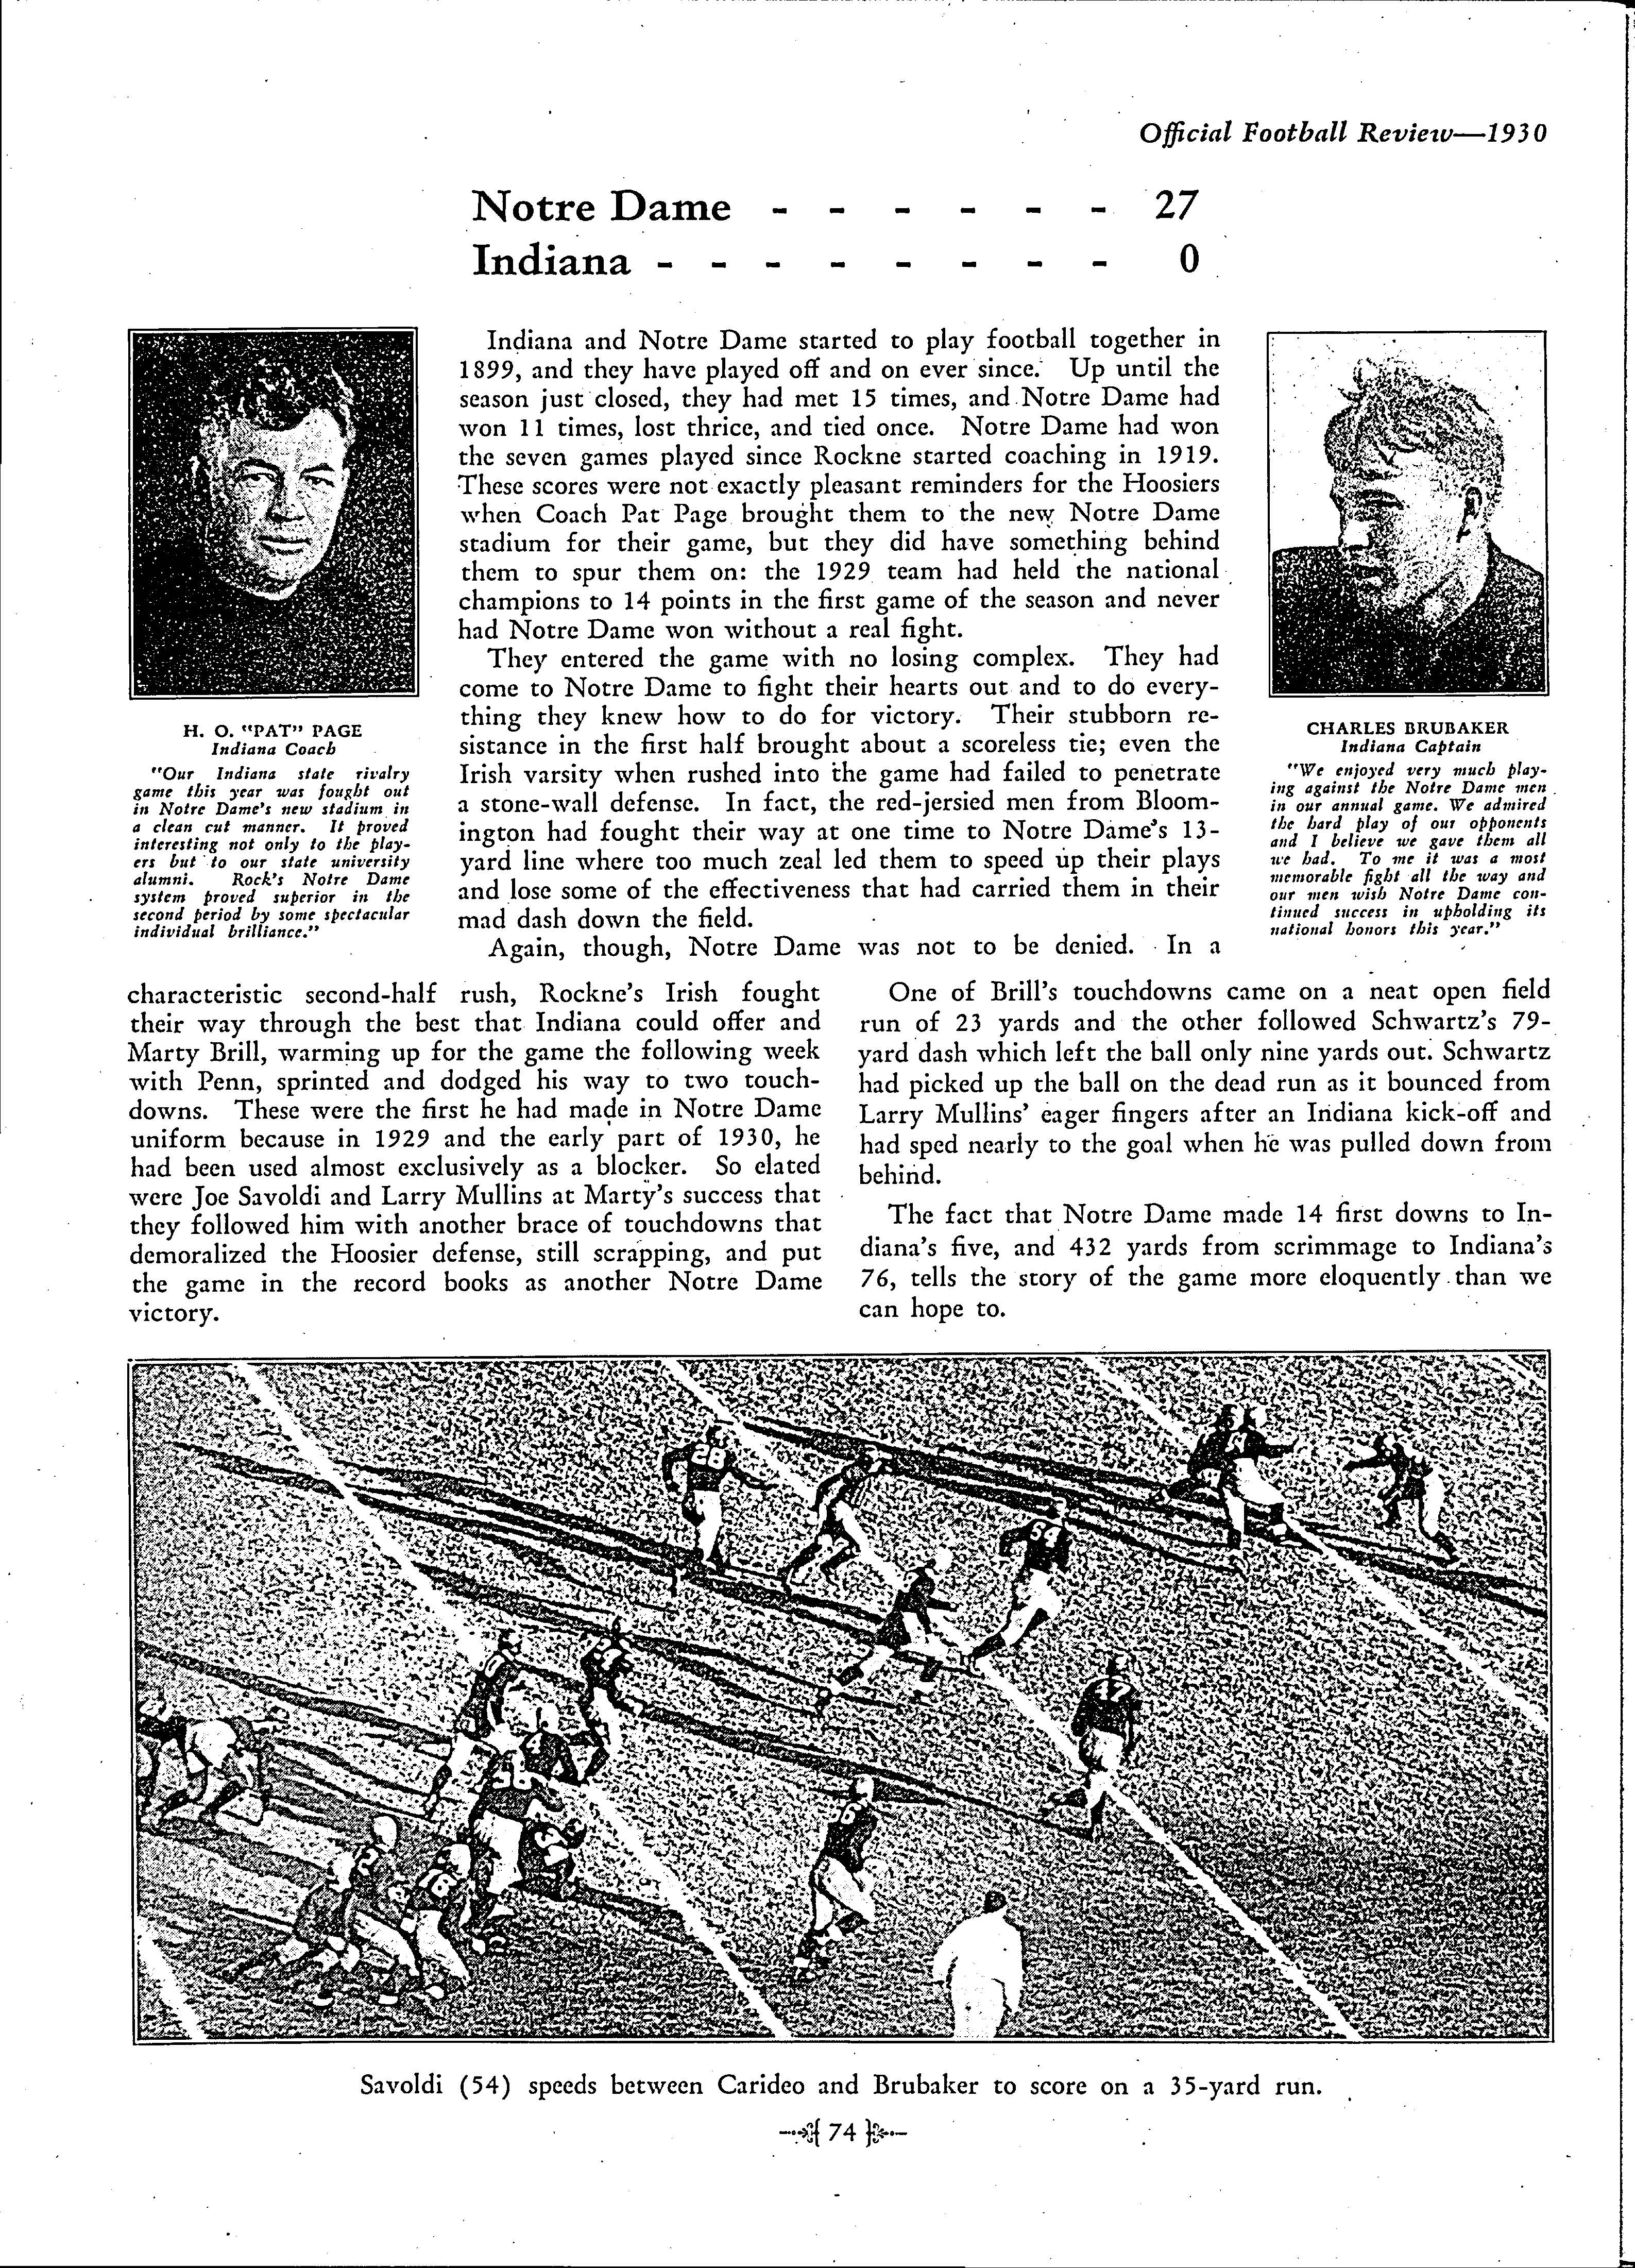 Official Football Review—1930
Notre Dame - - - - - - 27
Indiana - - - - - - - - 0
Indiana and Notre Dame started to play football together in
1899, and they have played off and on ever since. Up until the
season just closed, they had met 15 times, and Notre Dame had
won 11 times, lost thrice, and tied once. Notre Dame had won
the seven games played since Rockne started coaching in 1919.
These scores were not exactly pleasant reminders for the Hoosiers
when Coach Pat Page brought them to the new Notre Dame
stadium for their game, but they did have something behind
them to spur them on: the 1929 team had held the national
champions to 14 points in the first game of the season and never
had Notre Dame won without a real fight.
They entered the game with no losing complex. They had
come to Notre Dame to fight their hearts out and to do every-
thing they knew how to do for victory. Their stubborn re-
sistance in the first half brought about a scoreless tie; even the
Irish varsity when rushed into the game had failed to penetrate
a stone-wall defense. In fact, the red-jersied men from Bloom-
ington had fought their way at one time to Notre Dame's 13-
yard line where too much zeal led them to speed up their plays
and lose some of the effectiveness that had carried them in their
mad dash down the field.
Again, though, Notre Dame was not to be denied. In a
H. O. "PAT" PAGE
Indiana Coach
"Our Indiana state rivalry
game this year was fought out
in Notre Dame's new stadium in
a clean cut manner. It proved
interesting not only to the play-
ers but to our state university
alumni. Rock's Notre Dame
system proved superior in the
second period by some spectacular
individual brilliance."
CHARLES BRUBAKER
Indiana Captain
"We enjoyed very much play-
ing against the Notre Dame men
in our annual game. We admired
the hard play of our opponents
and I believe we gave them all
we had. To me it was a most
memorable fight all the way and
our men wish Notre Dame con-
tinued success in upholding its
national honors this year."
characteristic second-half rush, Rockne's Irish fought
their way through the best that Indiana could offer and
Marty Brill, warming up for the game the following week
with Penn, sprinted and dodged his way to two touch-
downs. These were the first he had made in Notre Dame
uniform because in 1929 and the early part of 1930, he
had been used almost exclusively as a blocker. So elated
were Joe Savoldi and Larry Mullins at Marty's success that
they followed him with another brace of touchdowns that
demoralized the Hoosier defense, still scrapping, and put
the game in the record books as another Notre Dame
victory.
One of Brill's touchdowns came on a neat open field
run of 23 yards and the other followed Schwartz's 79-
yard dash which left the ball only nine yards out. Schwartz
had picked up the ball on the dead run as it bounced from
Larry Mullins' eager fingers after an Indiana kick-off and
had sped nearly to the goal when he was pulled down from
behind.
The fact that Notre Dame made 14 first downs to In-
diana's five, and 432 yards from scrimmage to Indiana's
76, tells the story of the game more eloquently than we
can hope to.
Savoldi (54) speeds between Carideo and Brubaker to score on a 35-yard run.
74